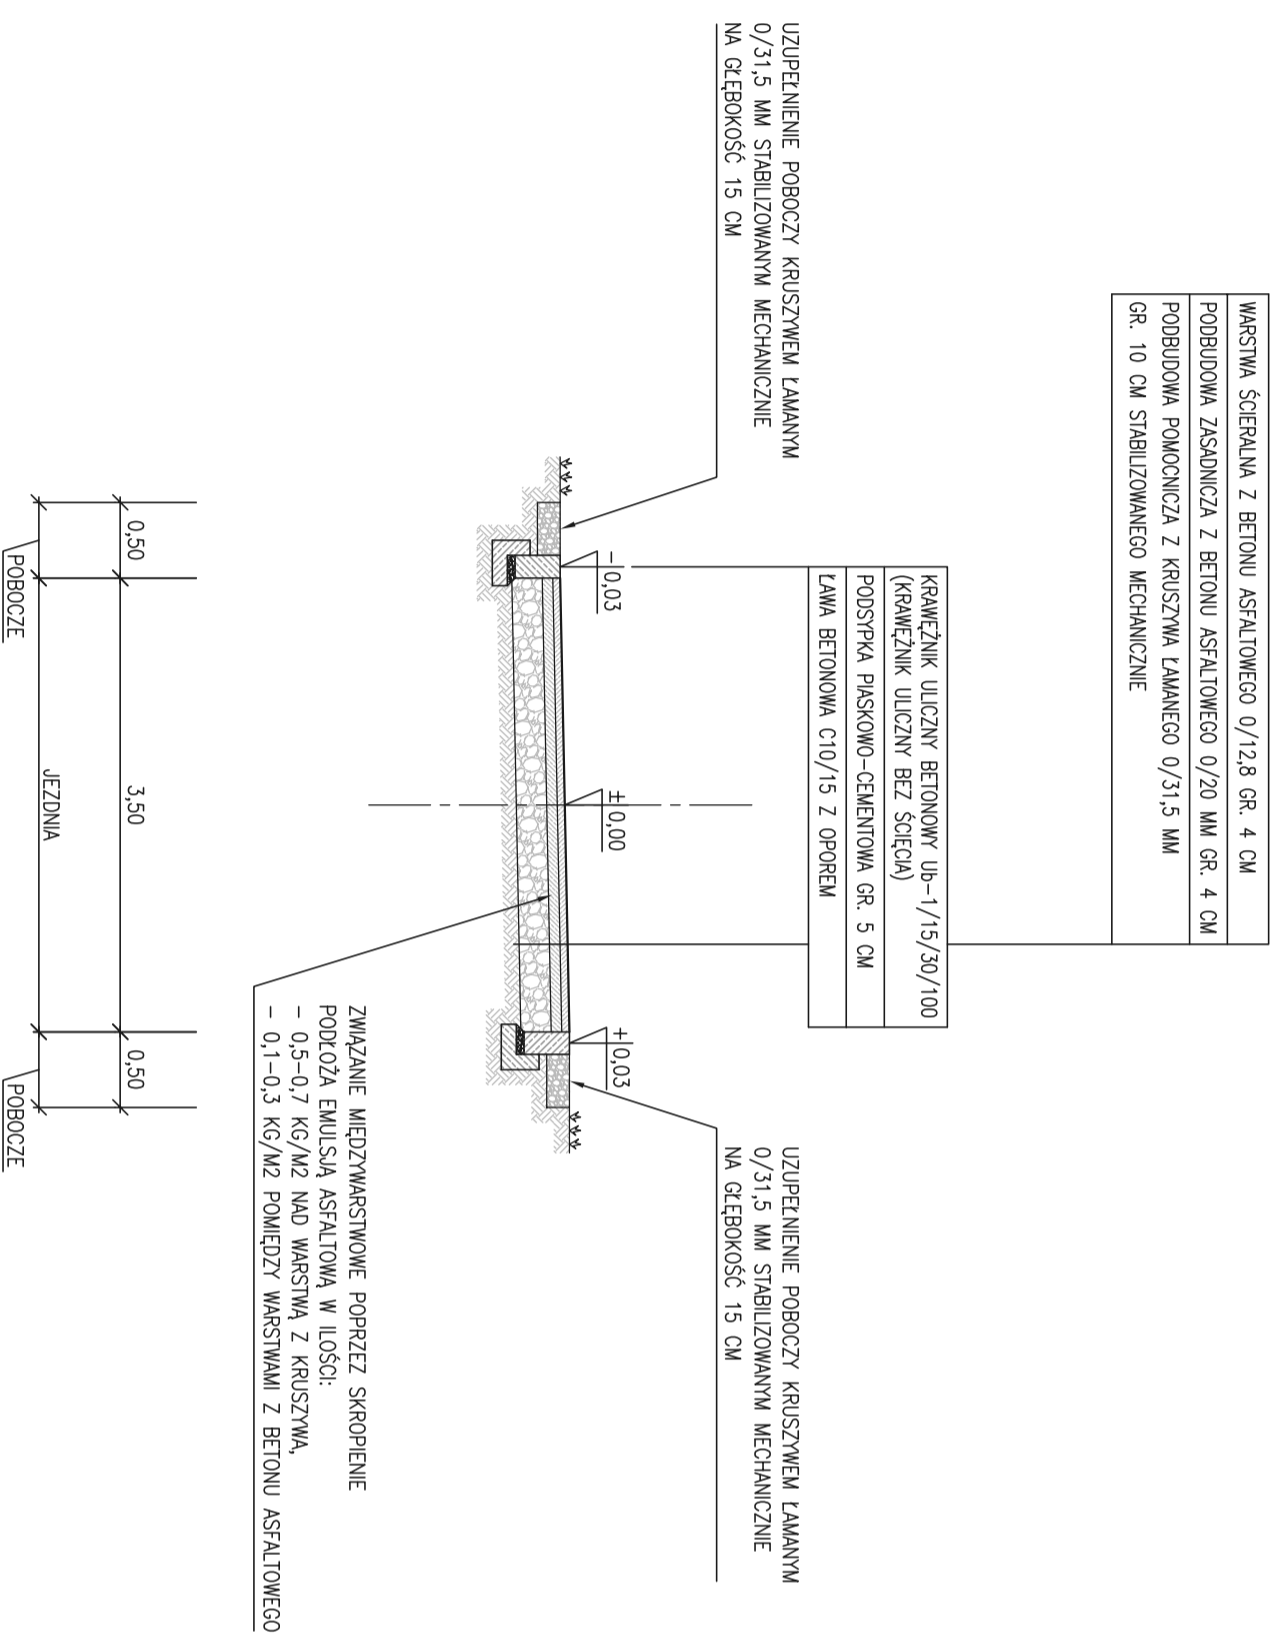 WARSTWA ŚCIERALNA Z BETONU ASFALTOWEGO 0/12,8 GR. 4 CM
PODBUDOWA ZASADNICZA Z BETONU ASFALTOWEGO 0/20 MM GR. 4 CM
PODBUDOWA POMOCNICZA Z KRUSZYWA ŁAMANEGO 0/31,5 MM
GR. 10 CM STABILIZOWANEGO MECHANICZNIE
KRAWĘŻNIK ULICZNY BETONOWY Ub-1/15/30/100
(KRAWĘŻNIK ULICZNY BEZ ŚCIĘCIA)
PODSYPKA PIASKOWO-CEMENTOWA GR. 5 CM
ŁAWA BETONOWA C10/15 Z OPOREM
UZUPEŁNIENIE POBOCZY KRUSZYWEM ŁAMANYM
0/31,5 MM STABILIZOWANYM MECHANICZNIE
NA GŁĘBOKOŚĆ 15 CM
UZUPEŁNIENIE POBOCZY KRUSZYWEM ŁAMANYM
0/31,5 MM STABILIZOWANYM MECHANICZNIE
NA GŁĘBOKOŚĆ 15 CM
-0,03
±0,00
+0,03
ZWIĄZANIE MIĘDZYWARSTWOWE POPRZEZ SKROPIENIE
PODŁOŻA EMULSJĄ ASFALTOWĄ W ILOŚCI:
- 0,5-0,7 KG/M2 NAD WARSTWĄ Z KRUSZYWA,
- 0,1-0,3 KG/M2 POMIĘDZY WARSTWAMI Z BETONU ASFALTOWEGO
0,50
3,50
0,50
JEZDNIA
POBOCZE
POBOCZE